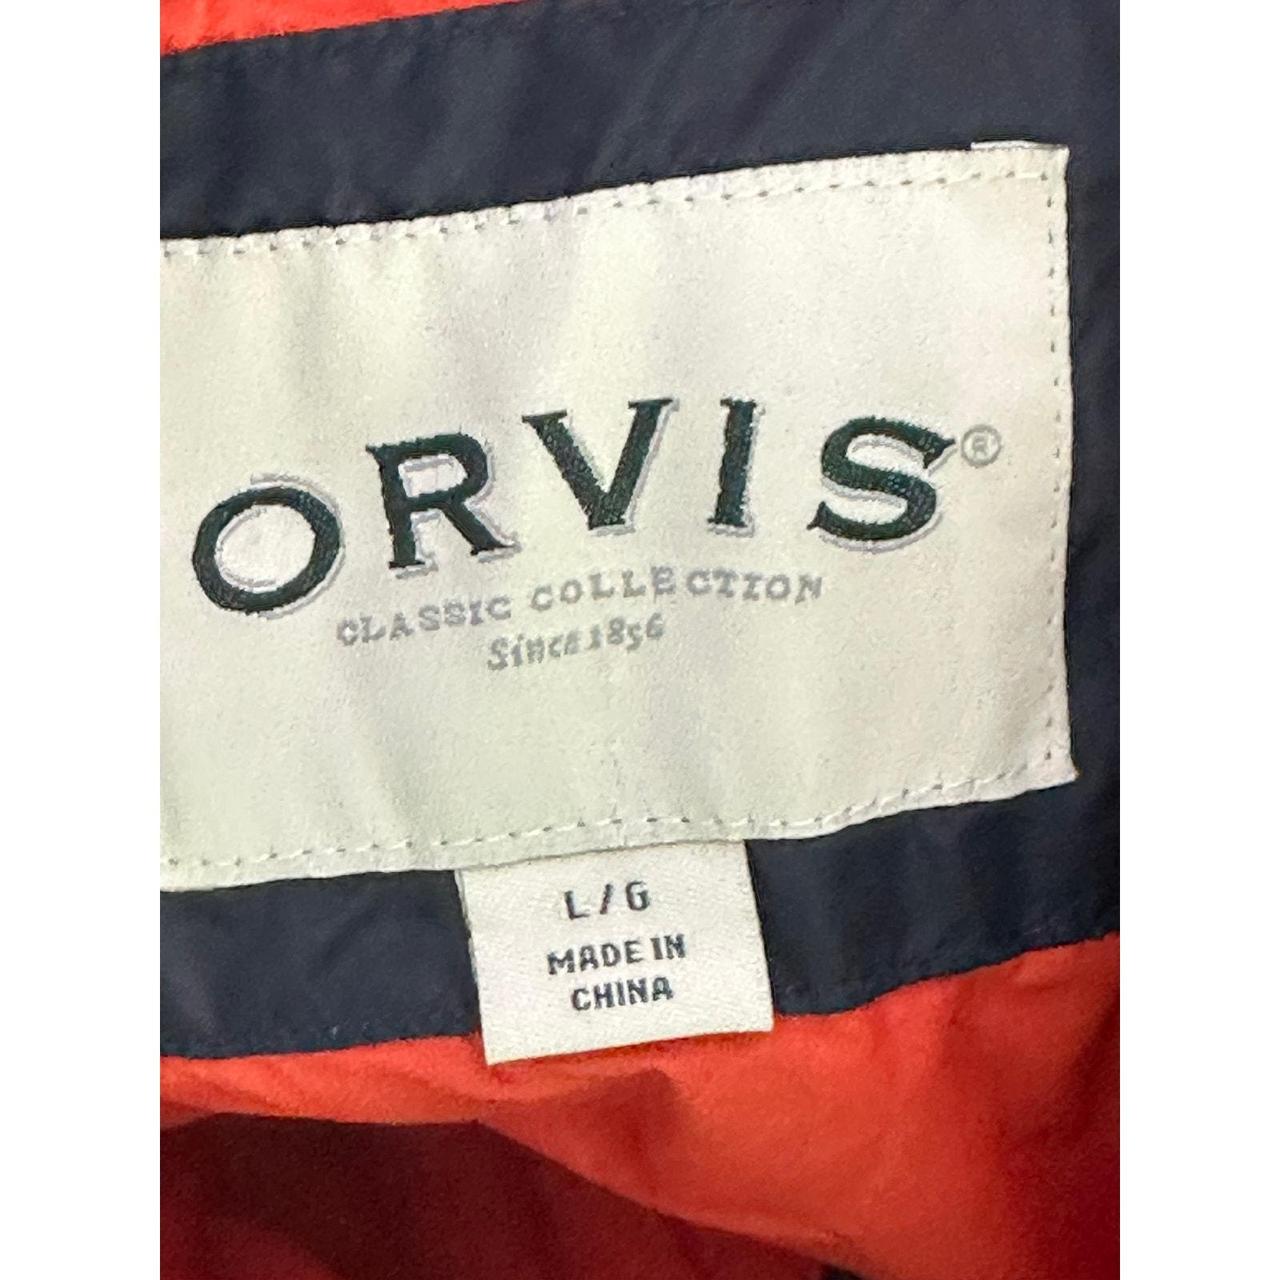 ORVIS®
CLASSIC COLLECTION
Since 1856
L / G
MADE IN
CHINA